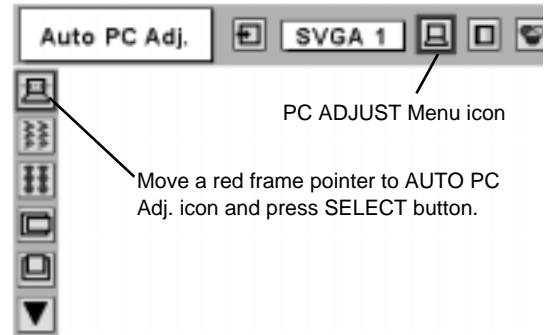 Auto PC Adj.
SVGA 1
PC ADJUST Menu icon
Move a red frame pointer to AUTO PC
Adj. icon and press SELECT button.